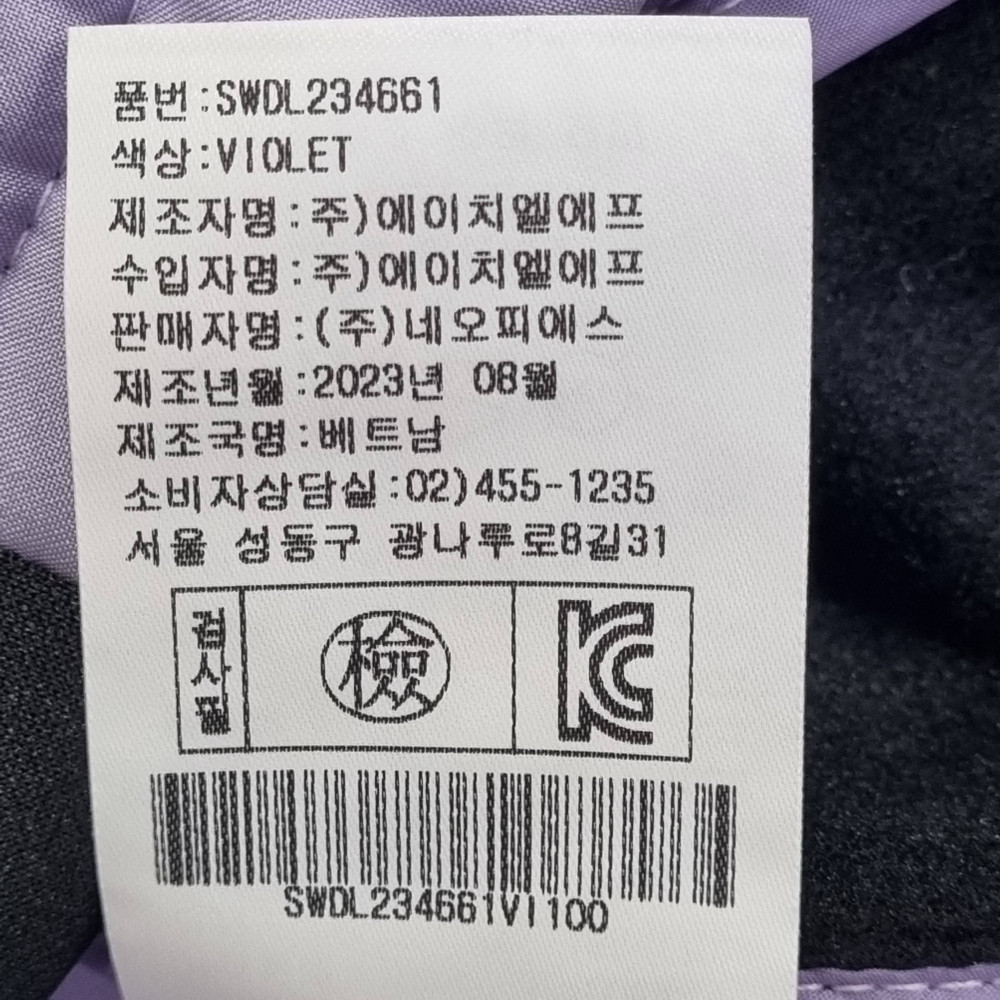 품번:SWDL234661
색상:VIOLET
제조자명:주)에이치엘에프
수입자명:주)에이치엘에프
판매자명:(주)네오피에스
제조년월:2023년 08월
제조국명:베트남
소비자상담실:02)455-1235
서울 성동구 광나루로8길31
검사필
檢
KC
SWDL234661VI100